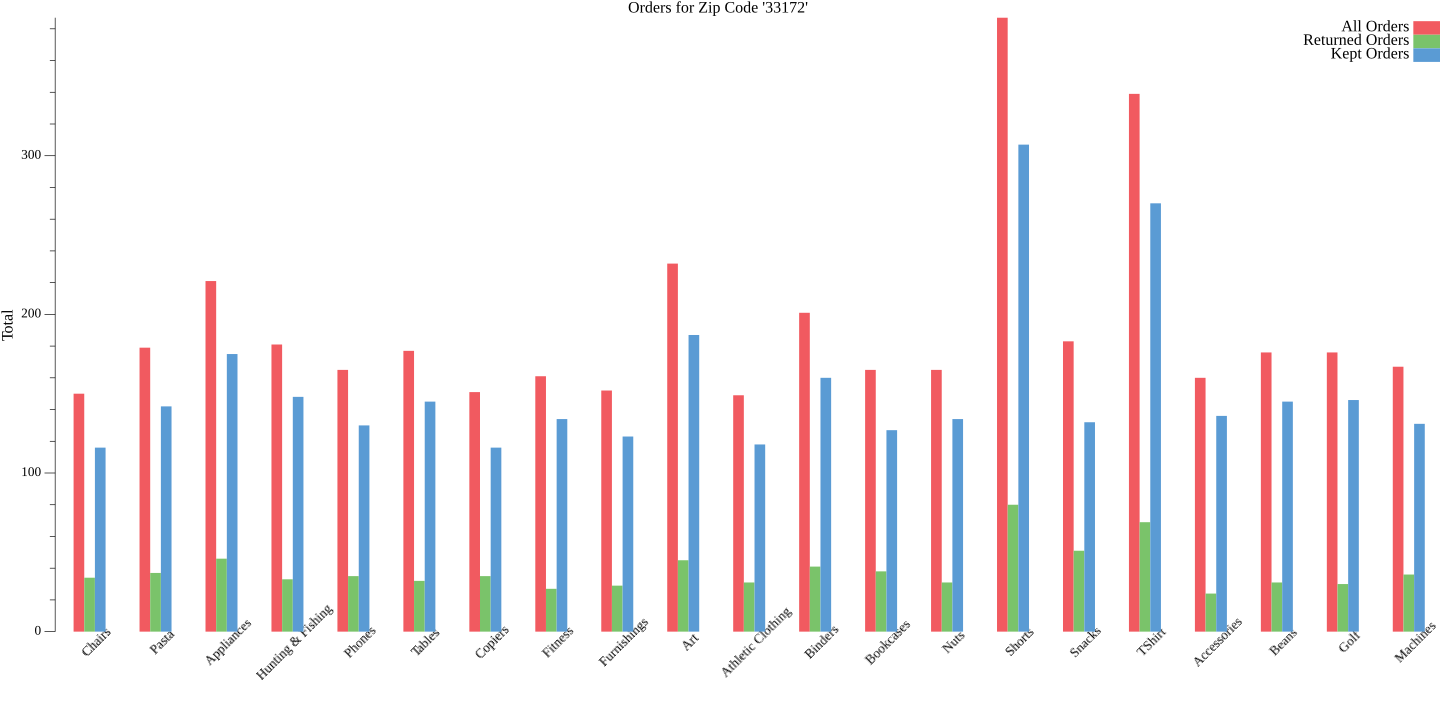 Orders for Zip Code '33172'
All Orders
Returned Orders
Kept Orders
Total
300
200
100
0
Chairs
Pasta
Appliances
Hunting & Fishing
Phones
Tables
Copiers
Fitness
Furnishings
Art
Athletic Clothing
Binders
Bookcases
Nuts
Shorts
Snacks
TShirt
Accessories
Beans
Golf
Machines